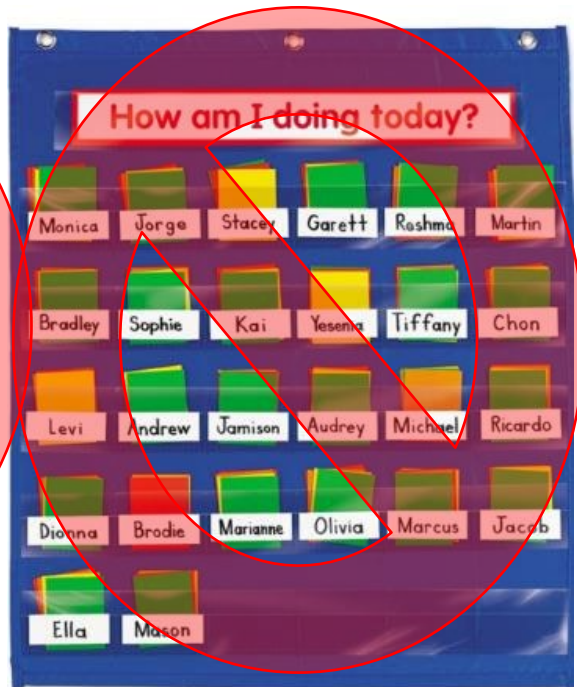 How am I doing today?
Monica Jorge Stacey Garett Reshma Martin
Bradley Sophie Kai Yesenia Tiffany Chon
Levi Andrew Jamison Audrey Michael Ricardo
Dionna Brodie Marianne Olivia Marcus Jacob
Ella Mason